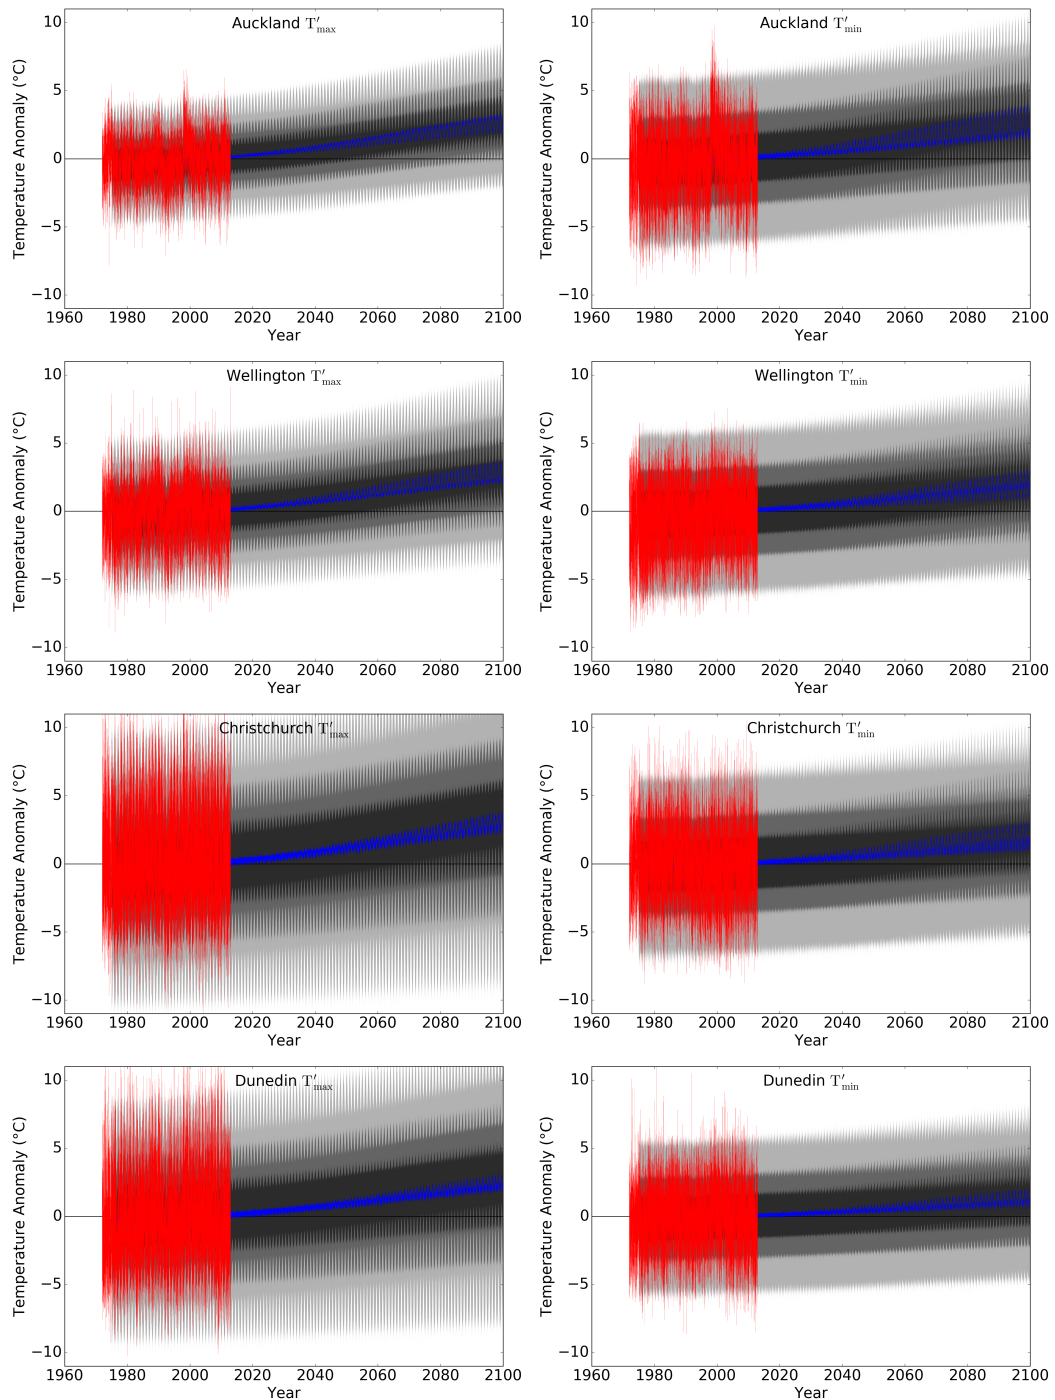 Auckland T′max
Temperature Anomaly (°C)
10
5
0
−5
−10
1960 1980 2000 2020 2040 2060 2080 2100
Year
Auckland T′min
Temperature Anomaly (°C)
10
5
0
−5
−10
1960 1980 2000 2020 2040 2060 2080 2100
Year
Wellington T′max
Temperature Anomaly (°C)
10
5
0
−5
−10
1960 1980 2000 2020 2040 2060 2080 2100
Year
Wellington T′min
Temperature Anomaly (°C)
10
5
0
−5
−10
1960 1980 2000 2020 2040 2060 2080 2100
Year
Christchurch T′max
Temperature Anomaly (°C)
10
5
0
−5
−10
1960 1980 2000 2020 2040 2060 2080 2100
Year
Christchurch T′min
Temperature Anomaly (°C)
10
5
0
−5
−10
1960 1980 2000 2020 2040 2060 2080 2100
Year
Dunedin T′max
Temperature Anomaly (°C)
10
5
0
−5
−10
1960 1980 2000 2020 2040 2060 2080 2100
Year
Dunedin T′min
Temperature Anomaly (°C)
10
5
0
−5
−10
1960 1980 2000 2020 2040 2060 2080 2100
Year